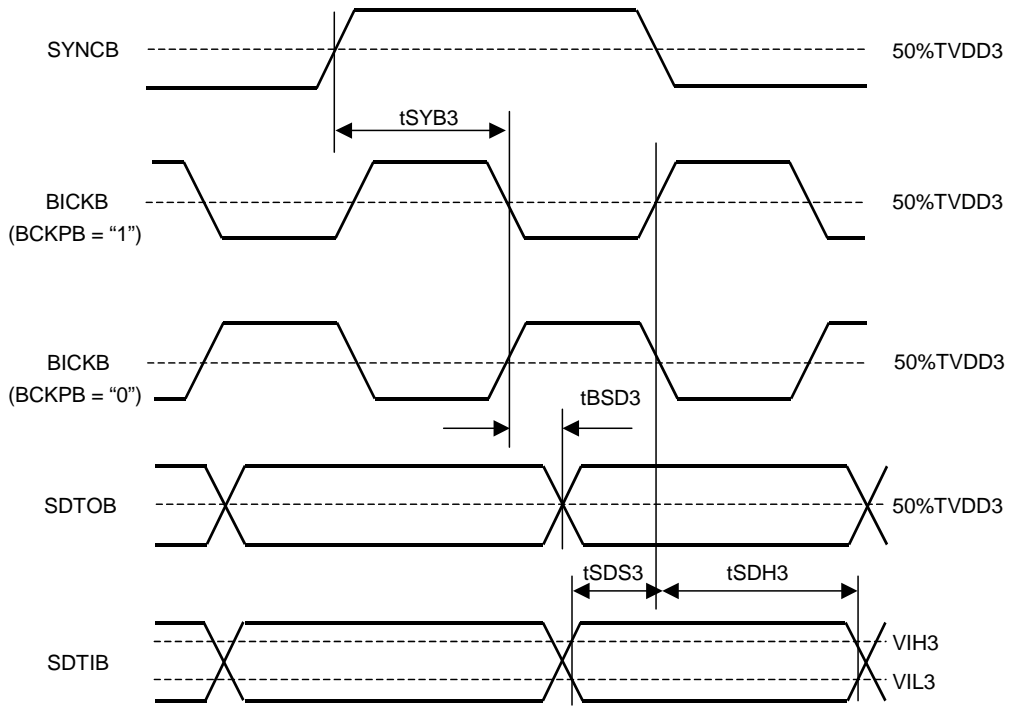 SYNCB
50%TVDD3
tSYB3
BICKB
(BCKPB = “1”)
50%TVDD3
BICKB
(BCKPB = “0”)
50%TVDD3
tBSD3
SDTOB
50%TVDD3
tSDS3
tSDH3
SDTIB
VIH3
VIL3